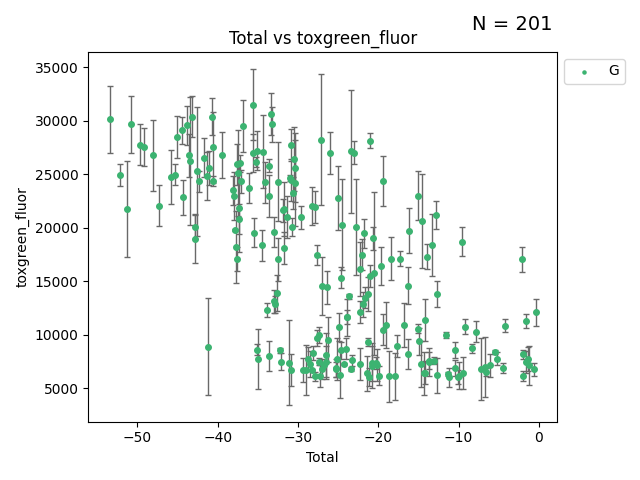 N = 201
Total vs toxgreen_fluor
G
35000
30000
25000
20000
15000
10000
5000
toxgreen_fluor
−50 −40 −30 −20 −10 0
Total